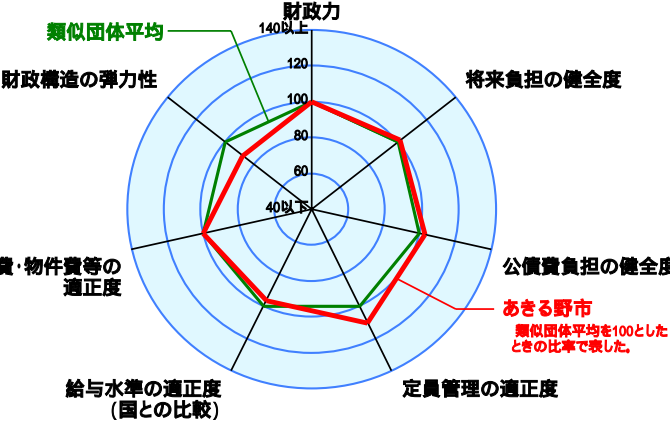 財政力
類似団体平均
140以上
120
100
80
60
40以下
財政構造の弾力性
将来負担の健全度
費・物件費等の
適正度
公債費負担の健全度
あきる野市
類似団体平均を100とした
ときの比率で表した。
給与水準の適正度
(国との比較)
定員管理の適正度